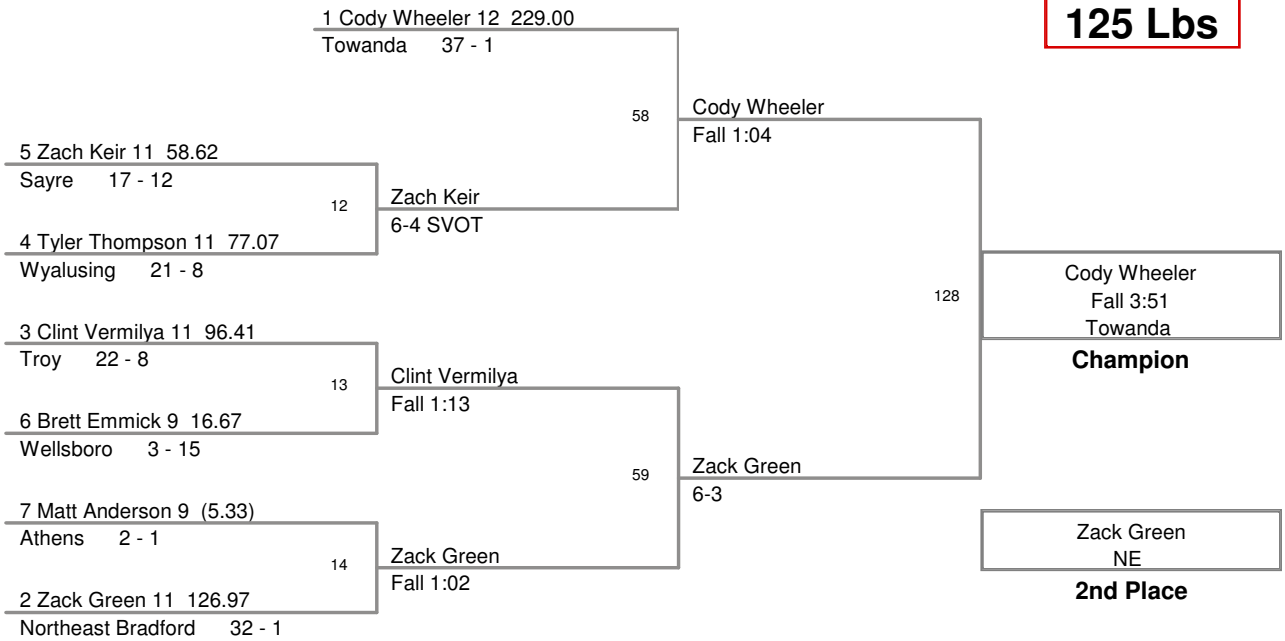 125 Lbs
1 Cody Wheeler 12 229.00
Towanda 37 - 1
58
Cody Wheeler
Fall 1:04
5 Zach Keir 11 58.62
Sayre 17 - 12
12
Zach Keir
6-4 SVOT
4 Tyler Thompson 11 77.07
Wyalusing 21 - 8
128
Cody Wheeler
Fall 3:51
Towanda
Champion
3 Clint Vermilya 11 96.41
Troy 22 - 8
13
Clint Vermilya
Fall 1:13
6 Brett Emmick 9 16.67
Wellsboro 3 - 15
59
Zack Green
6-3
7 Matt Anderson 9 (5.33)
Athens 2 - 1
14
Zack Green
Fall 1:02
2 Zack Green 11 126.97
Northeast Bradford 32 - 1
Zack Green
NE
2nd Place